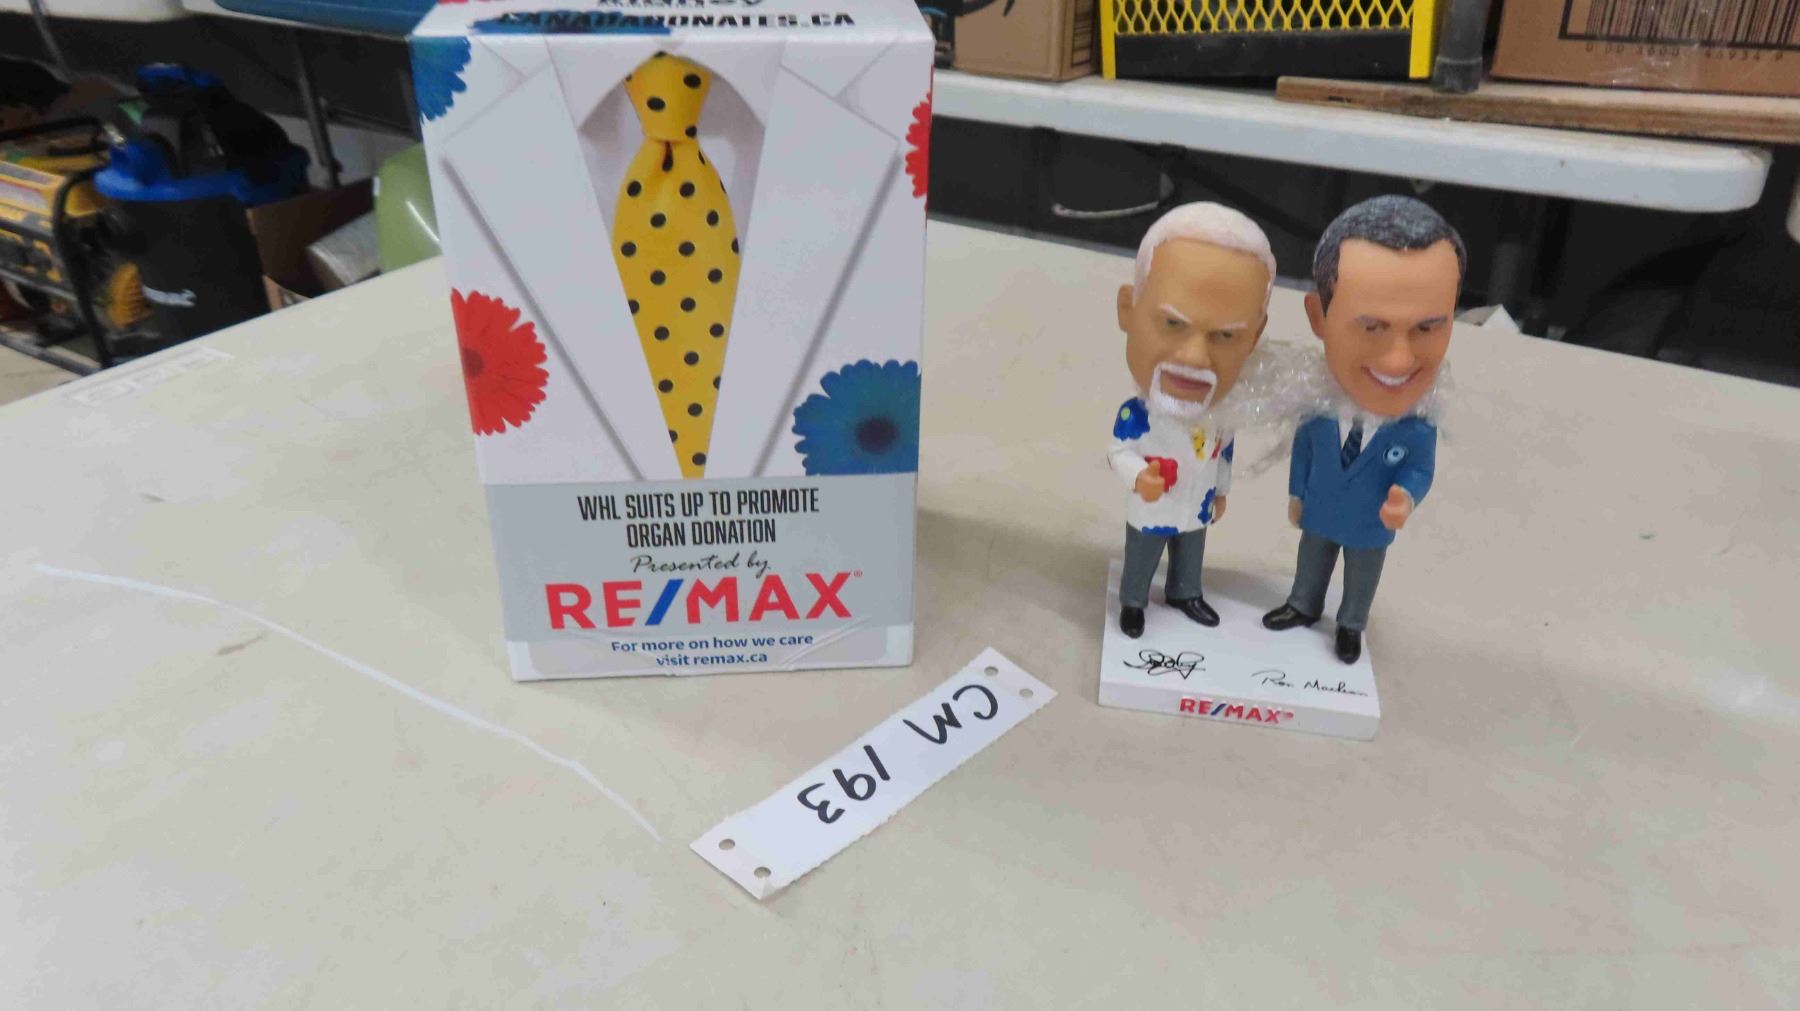 CANADADONATES.CA
WHL SUITS UP TO PROMOTE
ORGAN DONATION
Presented by
RE/MAX®
For more on how we care
visit remax.ca
CM 193
Ron MacLean
RE/MAX®